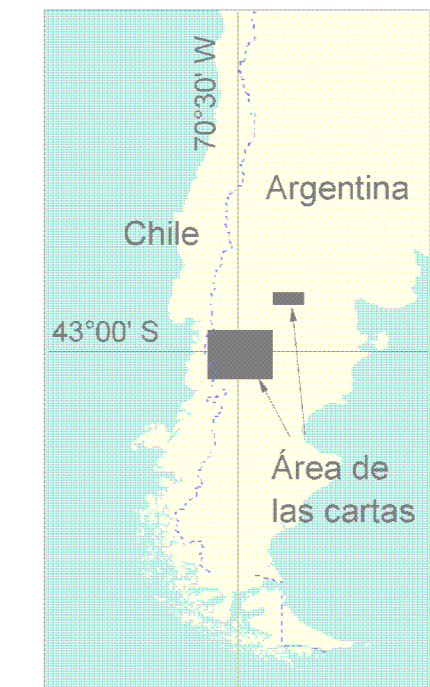 70°30' W
Argentina
Chile
43°00' S
Área de
las cartas